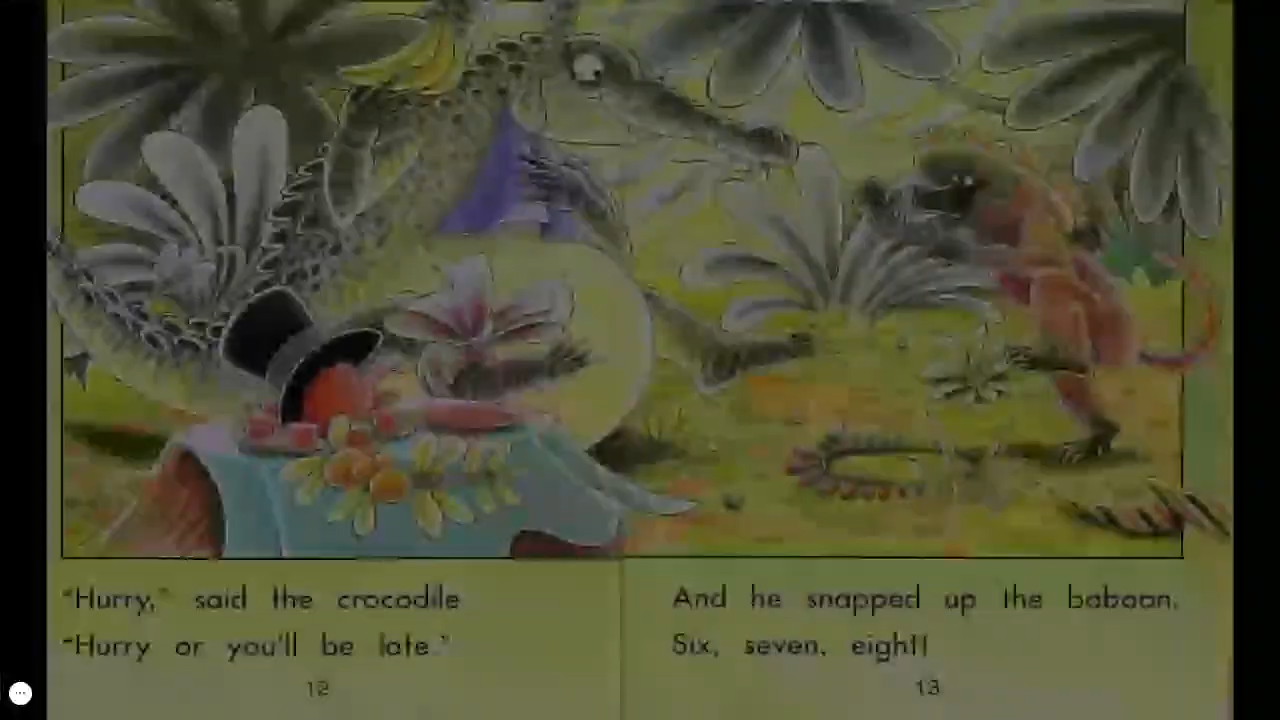 "Hurry," said the crocodile
"Hurry or you'll be late."
12
And he snapped up the baboon.
Six, seven, eight!
13